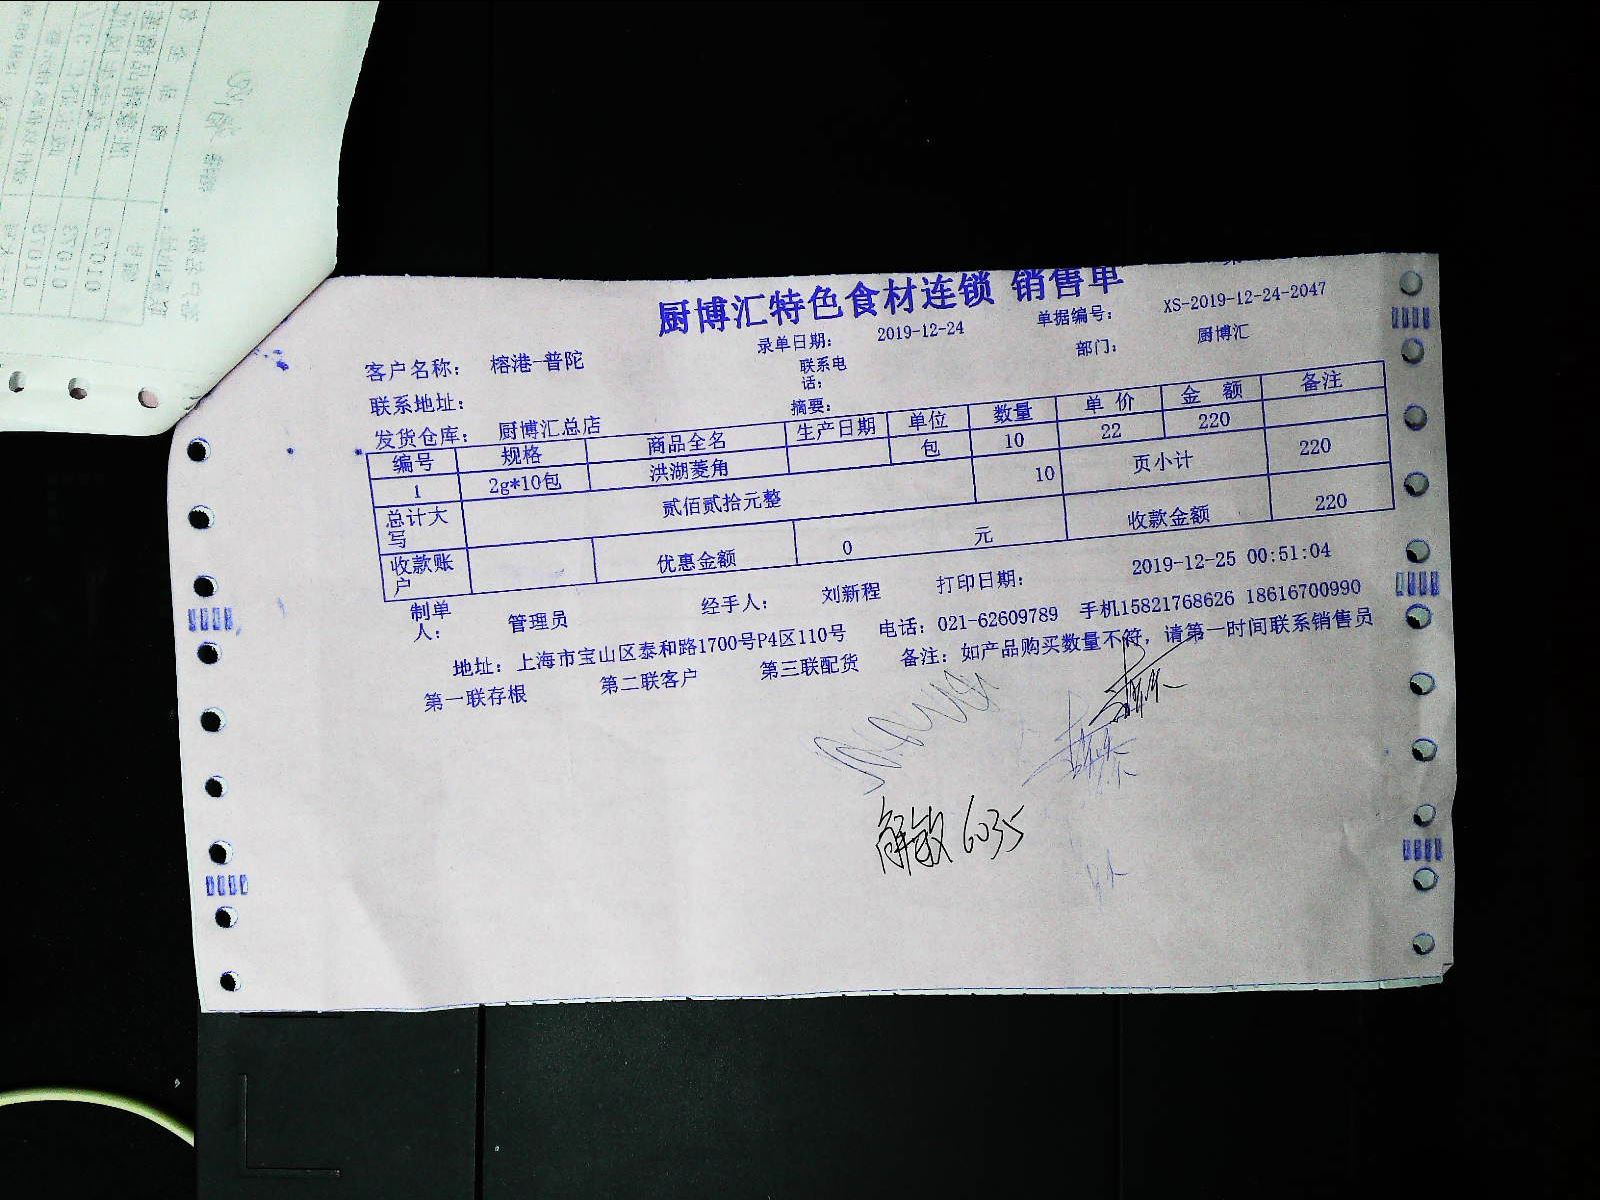 厨博汇特色食材连锁 销售单
录单日期： 2019-12-24 单据编号： XS-2019-12-24-2047
客户名称： 榕港-普陀 联系电话： 部门： 厨博汇
联系地址： 摘要：
发货仓库： 厨博汇总店
编号 规格 商品全名 生产日期 单位 数量 单 价 金 额 备注
1 2g*10包 洪湖菱角 包 10 22 220
总计大写 贰佰贰拾元整 10 页小计 220
收款账户 优惠金额 0 元 收款金额 220
制单人： 管理员 经手人： 刘新程 打印日期： 2019-12-25 00:51:04
地址：上海市宝山区泰和路1700号P4区110号 电话：021-62609789 手机15821768626 18616700990
第一联存根 第二联客户 第三联配货 备注：如产品购买数量不符，请第一时间联系销售员
解敏 6035